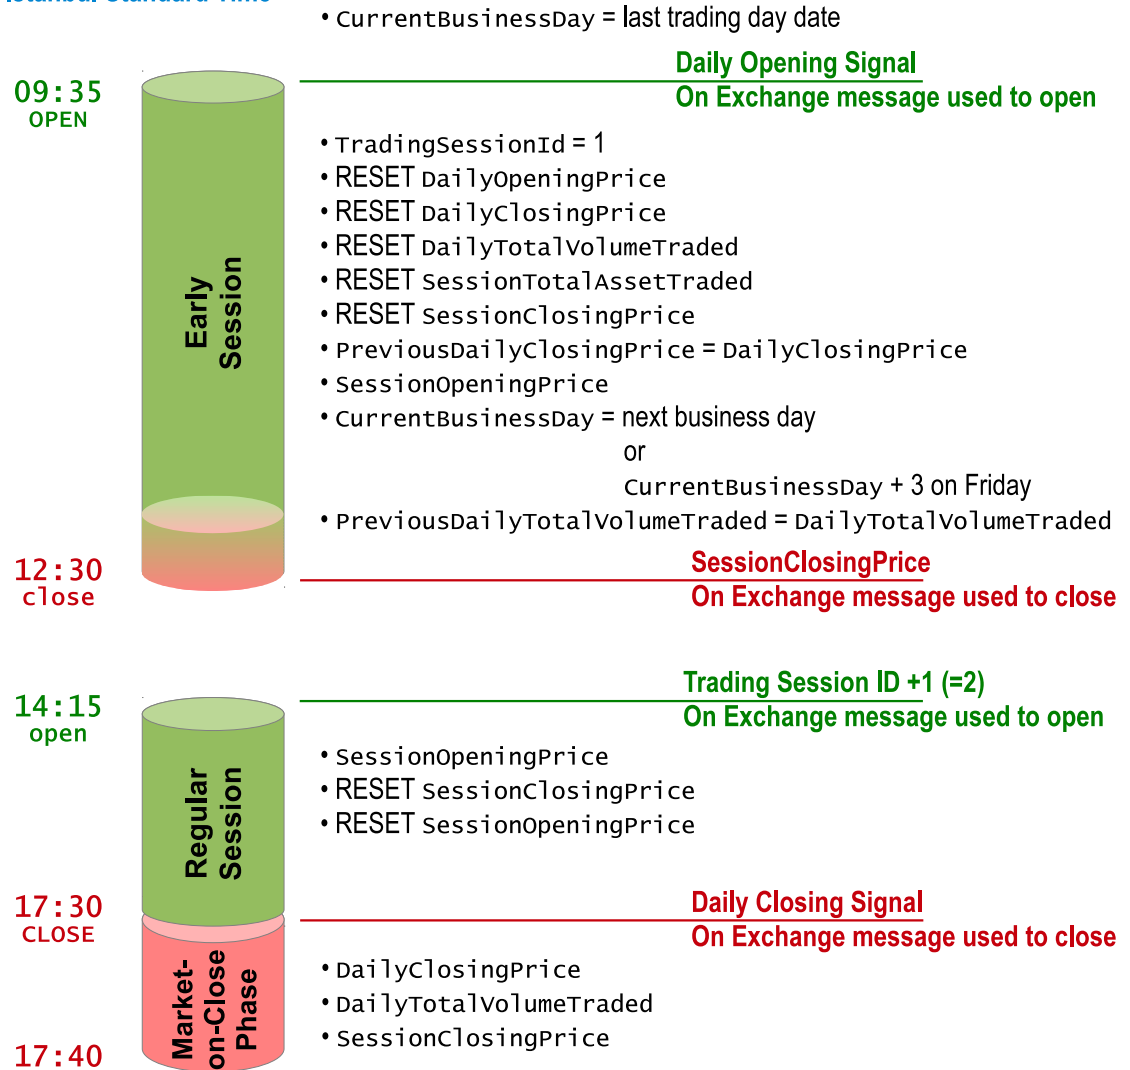 Istanbul Standard Time
• CurrentBusinessDay = last trading day date
Daily Opening Signal
09:35
OPEN
On Exchange message used to open
• TradingSessionId = 1
• RESET DailyOpeningPrice
• RESET DailyClosingPrice
• RESET DailyTotalVolumeTraded
• RESET SessionTotalAssetTraded
• RESET SessionClosingPrice
• PreviousDailyClosingPrice = DailyClosingPrice
• SessionOpeningPrice
• CurrentBusinessDay = next business day
or
CurrentBusinessDay + 3 on Friday
• PreviousDailyTotalVolumeTraded = DailyTotalVolumeTraded
Early
Session
SessionClosingPrice
12:30
close
On Exchange message used to close
Trading Session ID +1 (=2)
14:15
open
On Exchange message used to open
• SessionOpeningPrice
• RESET SessionClosingPrice
• RESET SessionOpeningPrice
Regular
Session
Daily Closing Signal
17:30
CLOSE
On Exchange message used to close
• DailyClosingPrice
• DailyTotalVolumeTraded
• SessionClosingPrice
Market-
on-Close
Phase
17:40